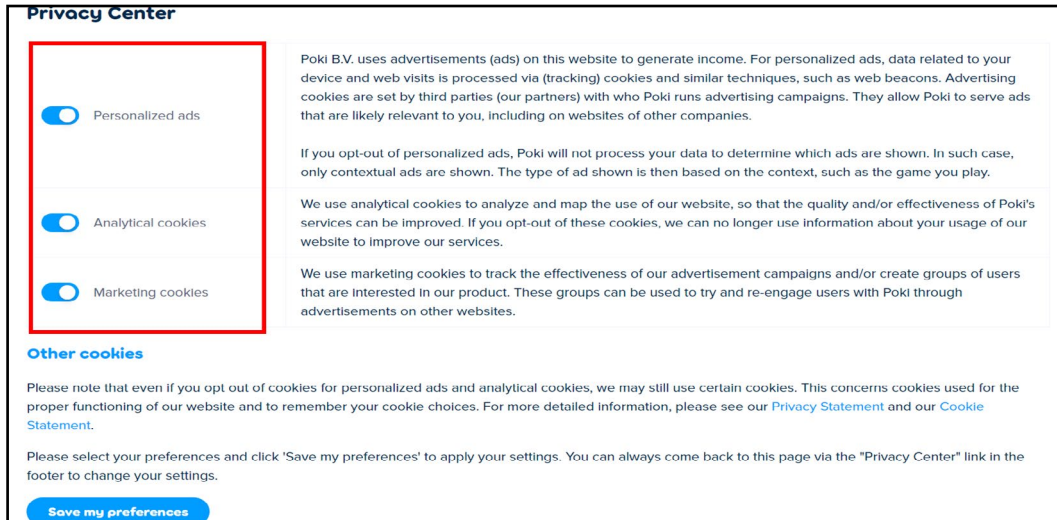 Privacy Center
Personalized ads
Poki B.V. uses advertisements (ads) on this website to generate income. For personalized ads, data related to your
device and web visits is processed via (tracking) cookies and similar techniques, such as web beacons. Advertising
cookies are set by third parties (our partners) with who Poki runs advertising campaigns. They allow Poki to serve ads
that are likely relevant to you, including on websites of other companies.
If you opt-out of personalized ads, Poki will not process your data to determine which ads are shown. In such case,
only contextual ads are shown. The type of ad shown is then based on the context, such as the game you play.
Analytical cookies
We use analytical cookies to analyze and map the use of our website, so that the quality and/or effectiveness of Poki's
services can be improved. If you opt-out of these cookies, we can no longer use information about your usage of our
website to improve our services.
Marketing cookies
We use marketing cookies to track the effectiveness of our advertisement campaigns and/or create groups of users
that are interested in our product. These groups can be used to try and re-engage users with Poki through
advertisements on other websites.
Other cookies
Please note that even if you opt out of cookies for personalized ads and analytical cookies, we may still use certain cookies. This concerns cookies used for the
proper functioning of our website and to remember your cookie choices. For more detailed information, please see our Privacy Statement and our Cookie
Statement.
Please select your preferences and click 'Save my preferences' to apply your settings. You can always come back to this page via the "Privacy Center" link in the
footer to change your settings.
Save my preferences